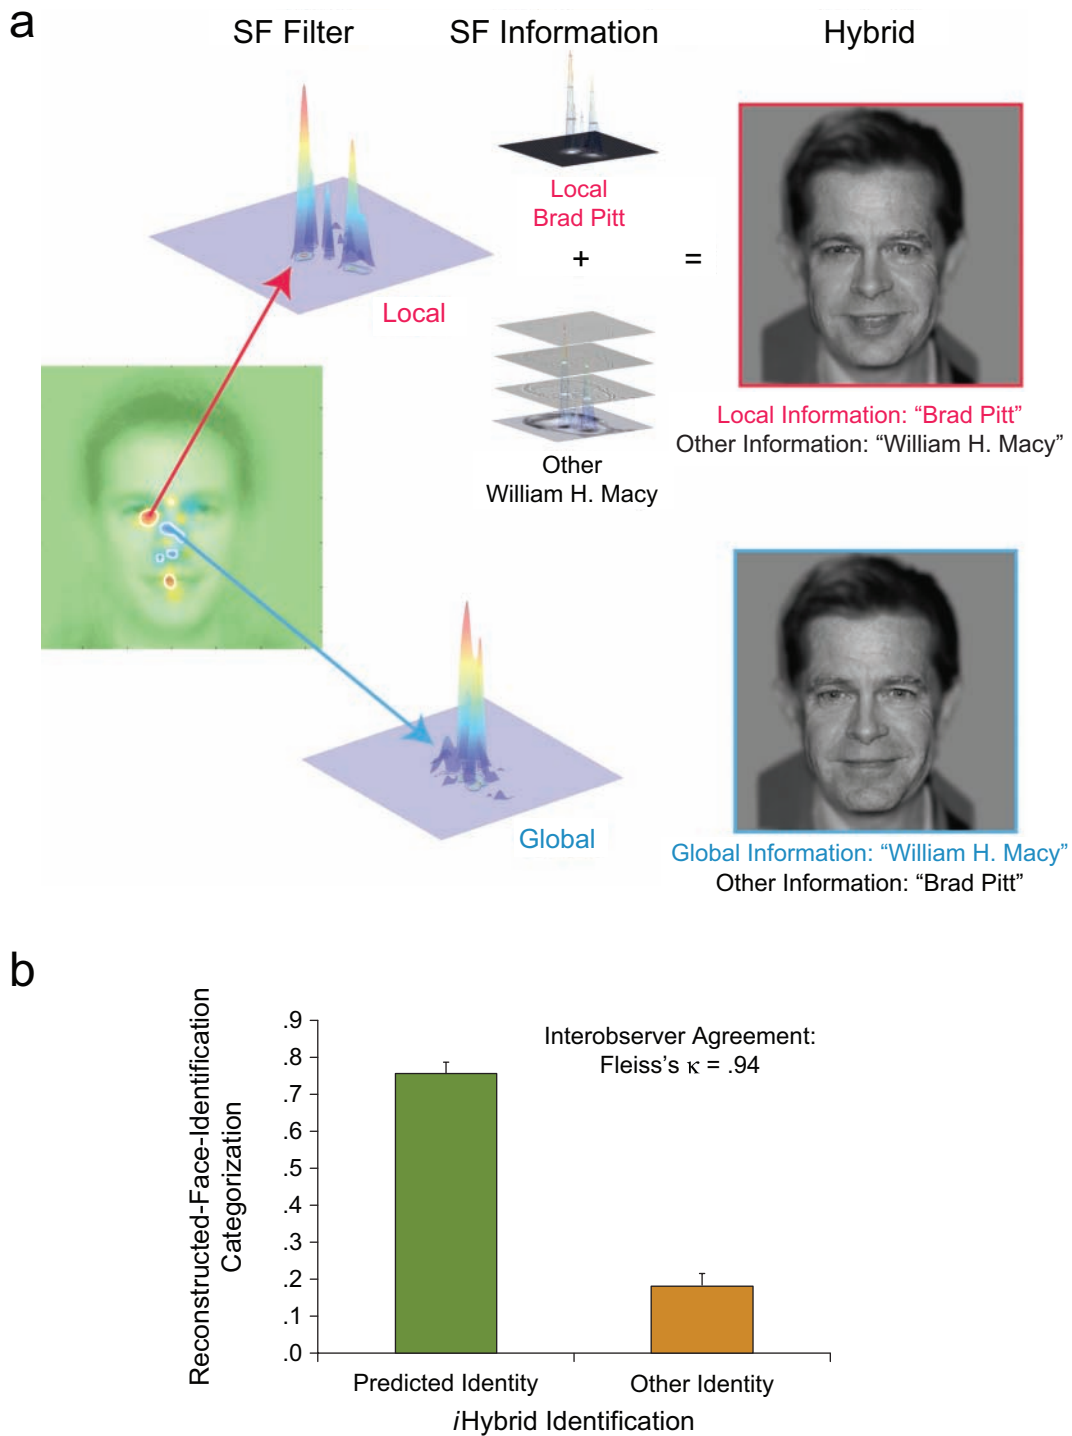 a
SF Filter
SF Information
Hybrid
Local
Brad Pitt
+
=
Local
Other
William H. Macy
Local Information: “Brad Pitt”
Other Information: “William H. Macy”
Global
Global Information: “William H. Macy”
Other Information: “Brad Pitt”
b
Reconstructed-Face-Identification
Categorization
.9
.8
.7
.6
.5
.4
.3
.2
.1
.0
Interobserver Agreement:
Fleiss’s κ = .94
Predicted Identity
Other Identity
iHybrid Identification